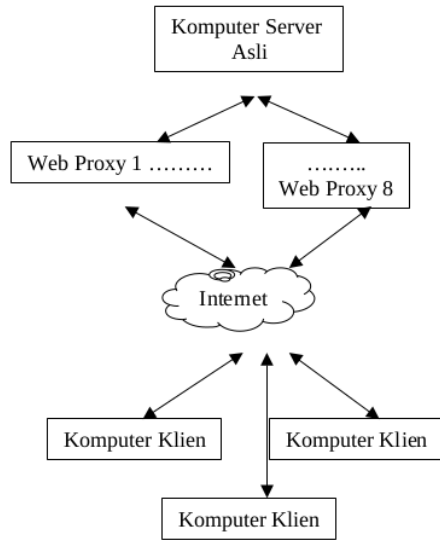 Komputer Server
Asli
Web Proxy 1 ………
……..
Web Proxy 8
Internet
Komputer Klien
Komputer Klien
Komputer Klien